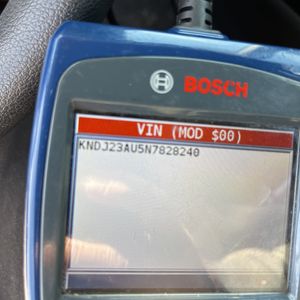 BOSCH
VIN (MOD $00)
KNDJ23AU5N7828240